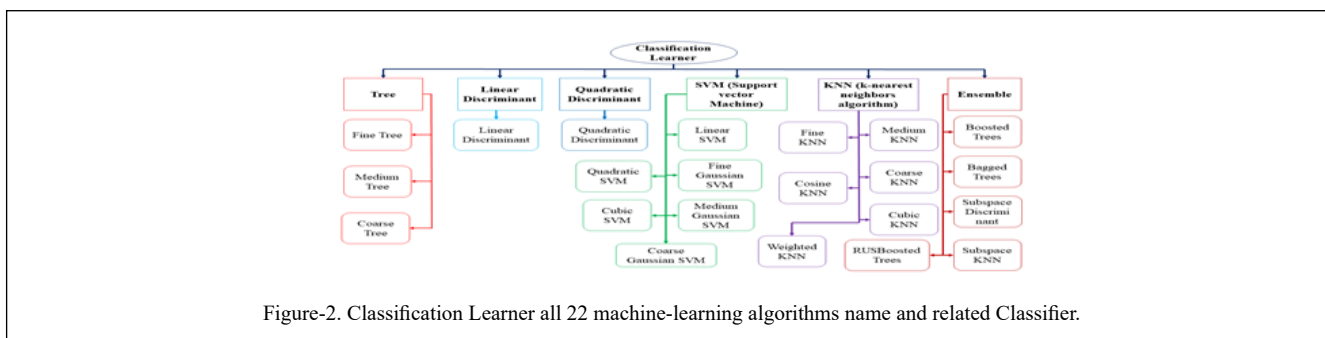 Classification
Learner
Tree
Linear
Discriminant
Quadratic
Discriminant
SVM (Support
vector
Machine)
KNN (k-nearest
neighbors
algorithm)
Ensemble
Fine Tree
Medium
Tree
Coarse
Tree
Linear
Discriminant
Quadratic
Discriminant
Linear
SVM
Quadratic
SVM
Fine
Gaussian SVM
Cubic
SVM
Medium
Gaussian
SVM
Coarse
Gaussian SVM
Fine
KNN
Medium
KNN
Cosine
KNN
Coarse
KNN
Cubic
KNN
Weighted
KNN
Boosted
Trees
Bagged
Trees
Subspace
Discrimi
nant
RUSBoosted
Trees
Subspace
KNN
Figure-2. Classification Learner all 22 machine-learning algorithms name and related Classifier.